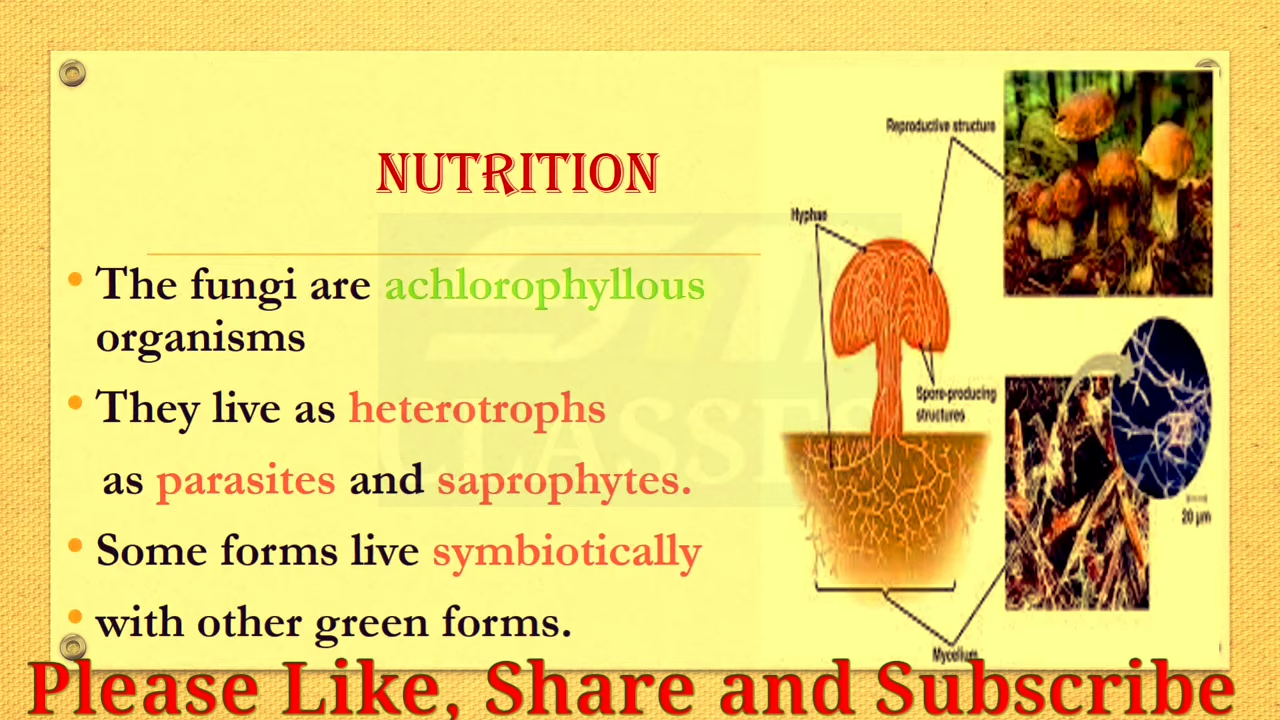 NUTRITION
• The fungi are achlorophyllous
organisms
• They live as heterotrophs
as parasites and saprophytes.
• Some forms live symbiotically
• with other green forms.
Reproductive structure
Hyphae
Spore-producing
structures
20 µm
Mycelium
CLASSES
Please Like, Share and Subscribe